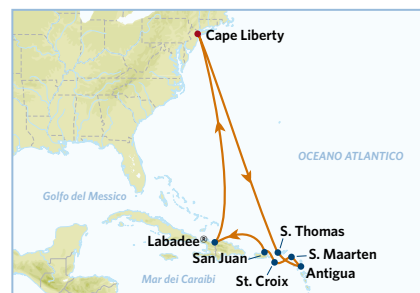 Cape Liberty
OCEANO ATLANTICO
Golfo del Messico
S. Thomas
Labadee®
S. Maarten
San Juan
Antigua
Mar dei Caraibi
St. Croix